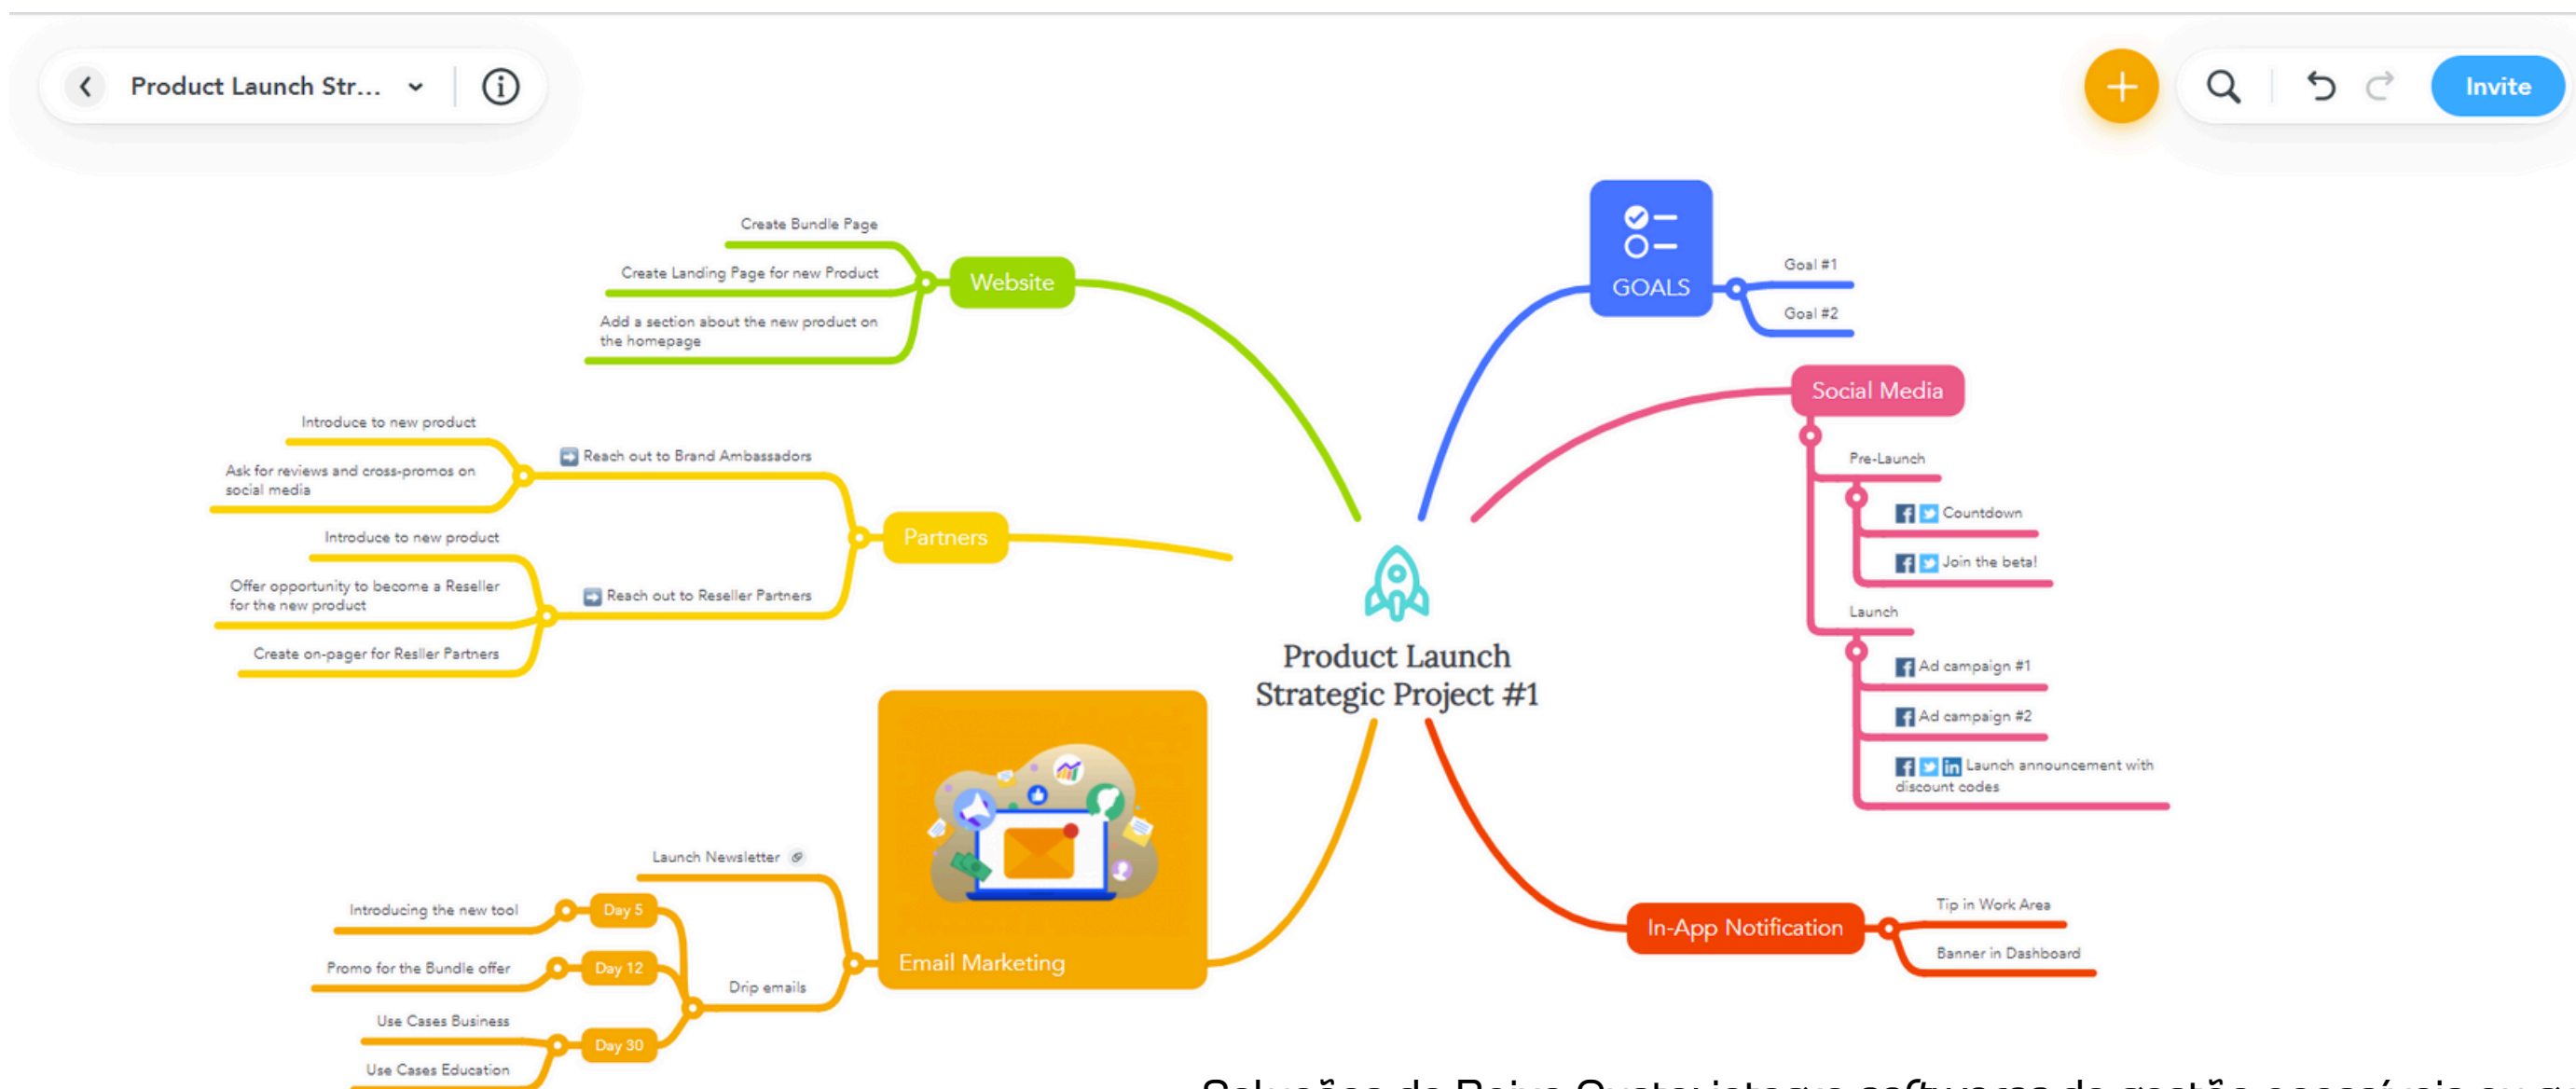 Product Launch Str...
Invite
Create Bundle Page
Create Landing Page for new Product
Add a section about the new product on
the homepage
Website
GOALS
Goal #1
Goal #2
Social Media
Pre-Launch
Countdown
Join the beta!
Launch
Ad campaign #1
Ad campaign #2
Launch announcement with
discount codes
Introduce to new product
Ask for reviews and cross-promos on
social media
Reach out to Brand Ambassadors
Partners
Introduce to new product
Offer opportunity to become a Reseller
for the new product
Create on-pager for Resller Partners
Reach out to Reseller Partners
Product Launch
Strategic Project #1
Email Marketing
Launch Newsletter
Drip emails
Day 5
Introducing the new tool
Day 12
Promo for the Bundle offer
Day 30
Use Cases Business
Use Cases Education
In-App Notification
Tip in Work Area
Banner in Dashboard